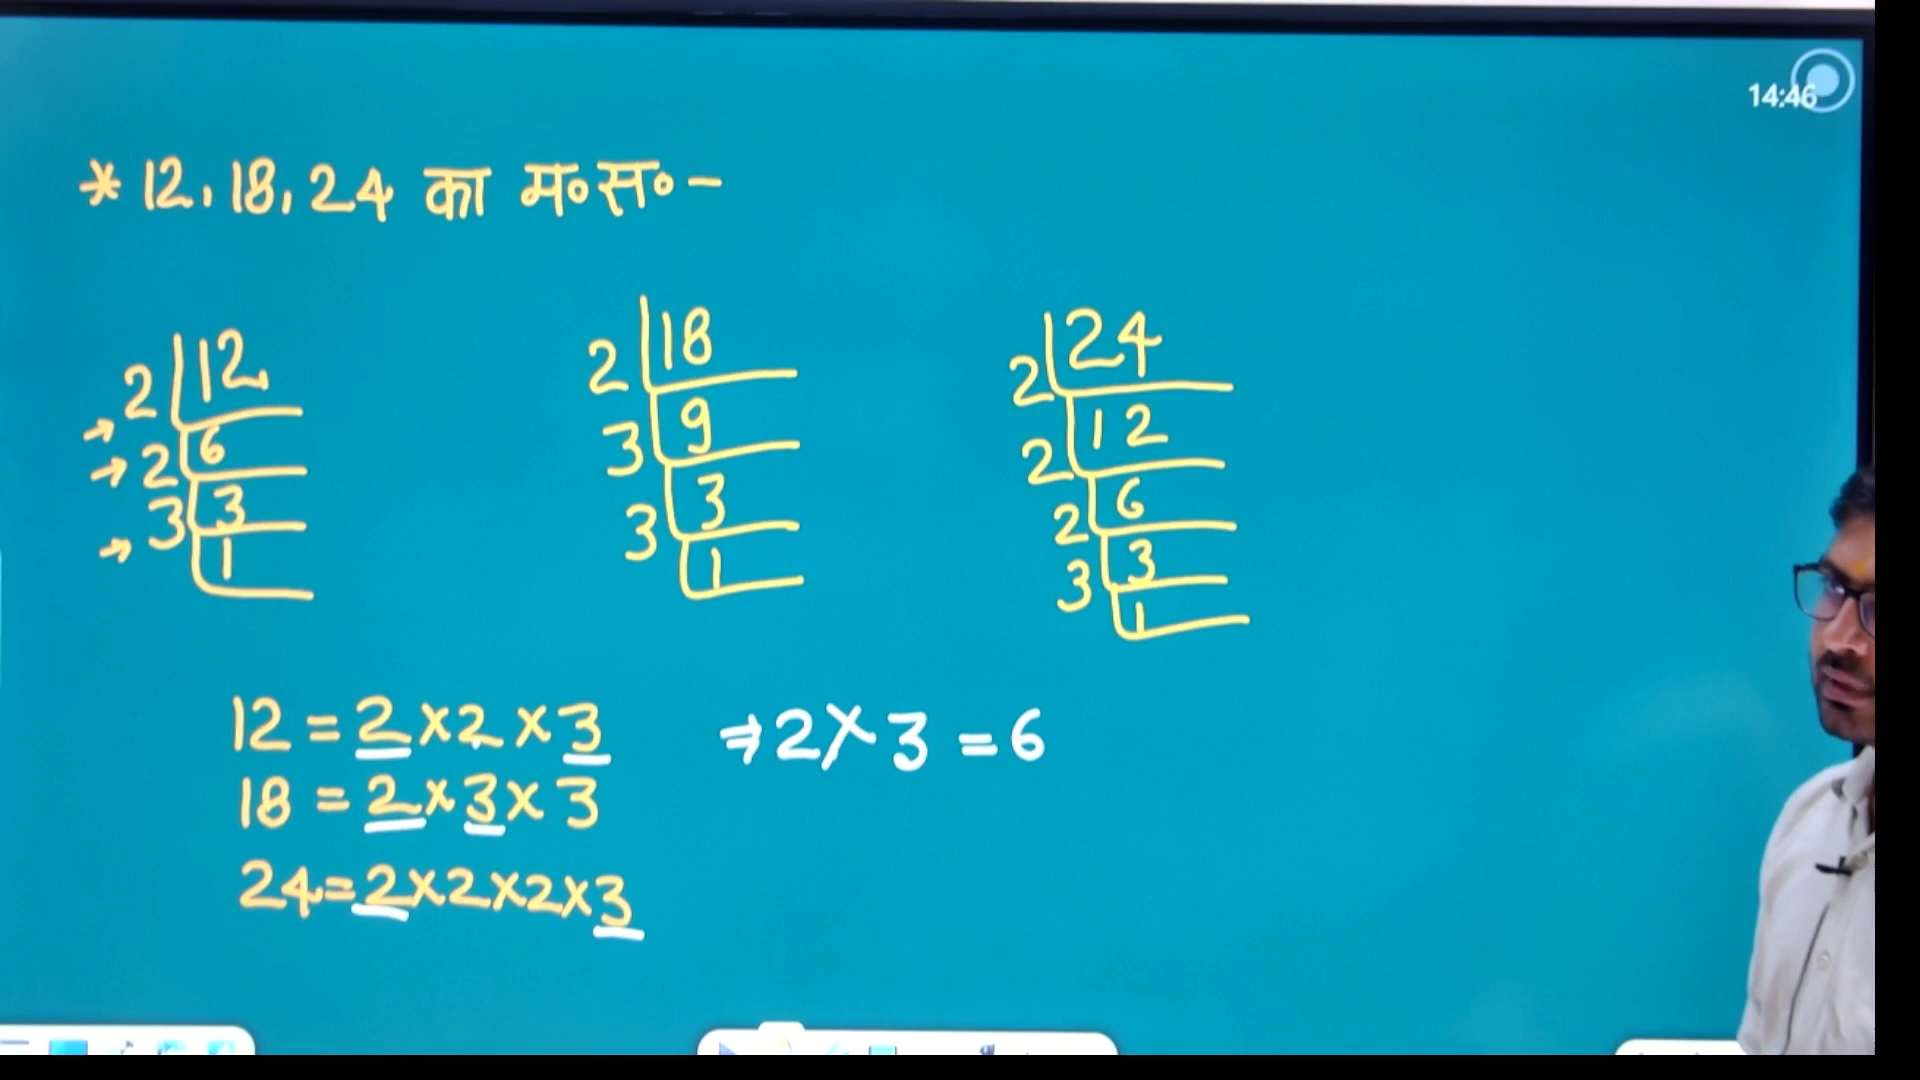 14:46
* 12, 18, 24 का म० स० -
2 | 12
2 | 6
3 | 3
1
2 | 18
3 | 9
3 | 3
1
2 | 24
2 | 12
2 | 6
3 | 3
1
12 = 2 × 2 × 3 ⇒ 2 × 3 = 6
18 = 2 × 3 × 3
24 = 2 × 2 × 2 × 3